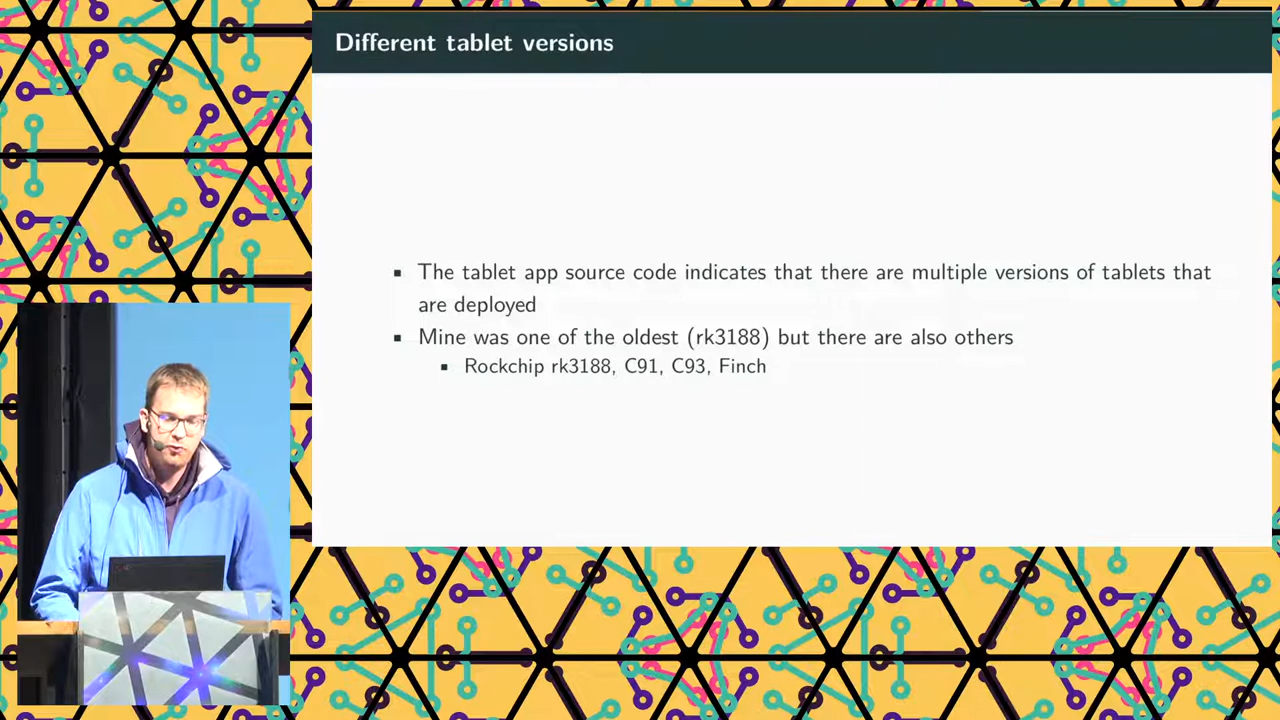 Different tablet versions
The tablet app source code indicates that there are multiple versions of tablets that
are deployed
Mine was one of the oldest (rk3188) but there are also others
Rockchip rk3188, C91, C93, Finch